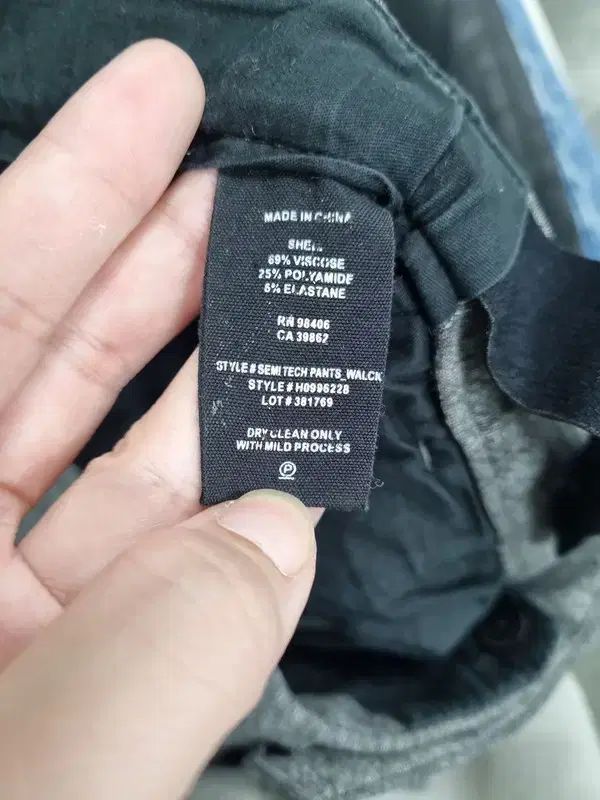 MADE IN CHINA
SHELL
69% VISCOSE
25% POLYAMIDE
6% ELASTANE
RN 98406
CA 39862
STYLE # SEMI TECH PANTS_WALCK
STYLE # H0996228
LOT # 381769
DRY CLEAN ONLY
WITH MILD PROCESS
P